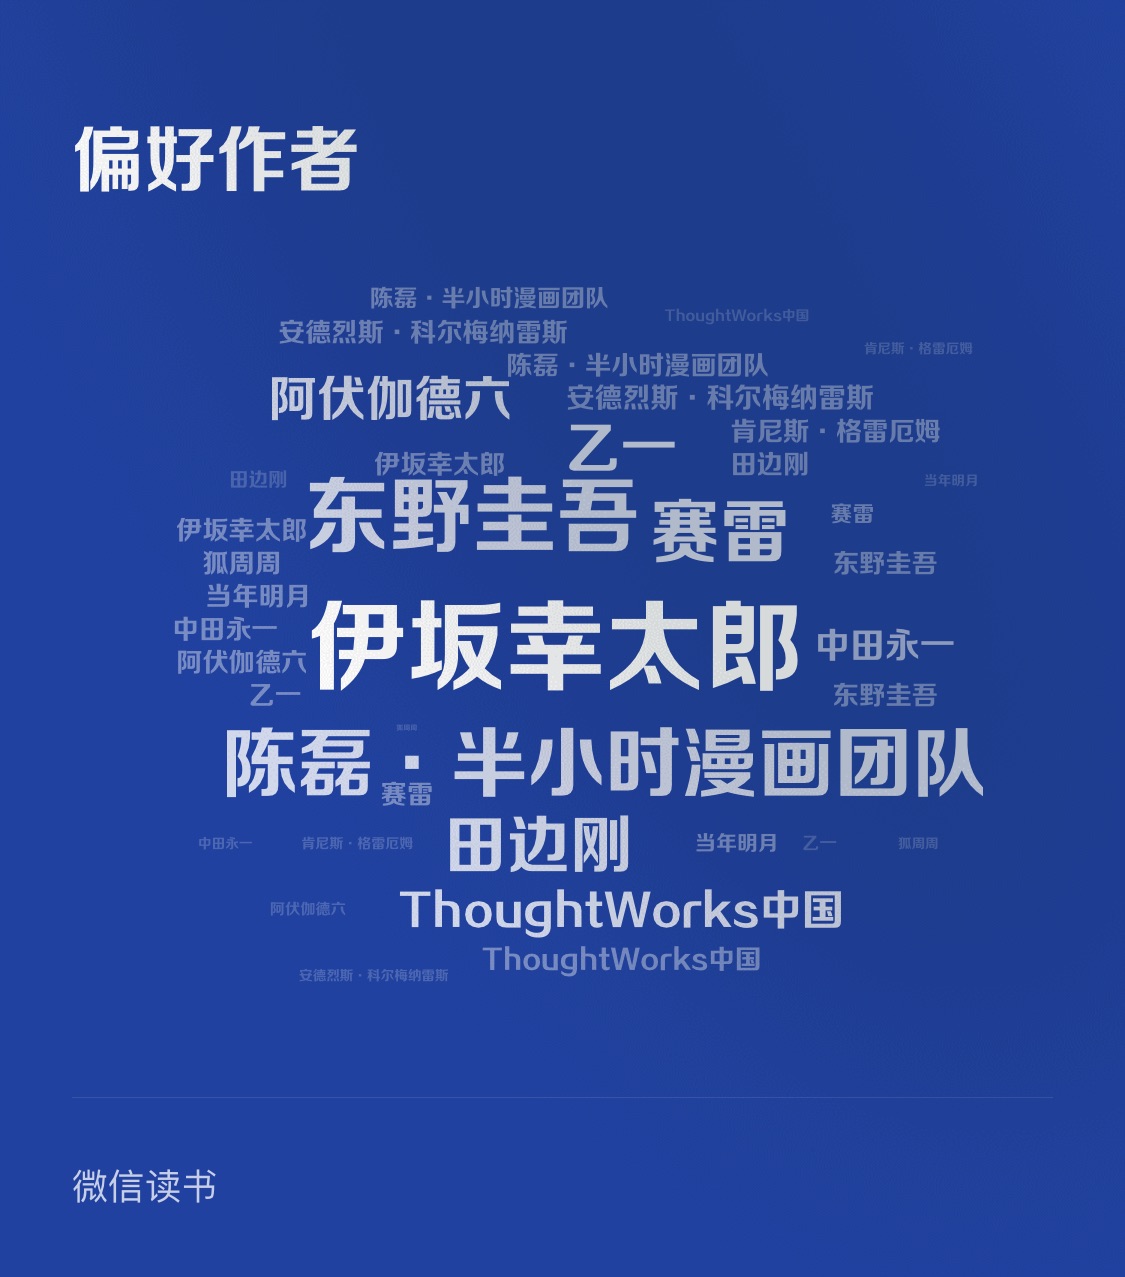 偏好作者
陈磊·半小时漫画团队
ThoughtWorks中国
安德烈斯·科尔梅纳雷斯
肯尼斯·格雷厄姆
陈磊·半小时漫画团队
阿伏伽德六
安德烈斯·科尔梅纳雷斯
乙一
肯尼斯·格雷厄姆
伊坂幸太郎
田边刚
田边刚
当年明月
东野圭吾
赛雷
赛雷
伊坂幸太郎
狐周周
东野圭吾
当年明月
中田永一
伊坂幸太郎
中田永一
阿伏伽德六
乙一
东野圭吾
狐周周
陈磊·半小时漫画团队
赛雷
中田永一
肯尼斯·格雷厄姆
田边刚
当年明月
乙一
狐周周
阿伏伽德六
ThoughtWorks中国
ThoughtWorks中国
安德烈斯·科尔梅纳雷斯
微信读书